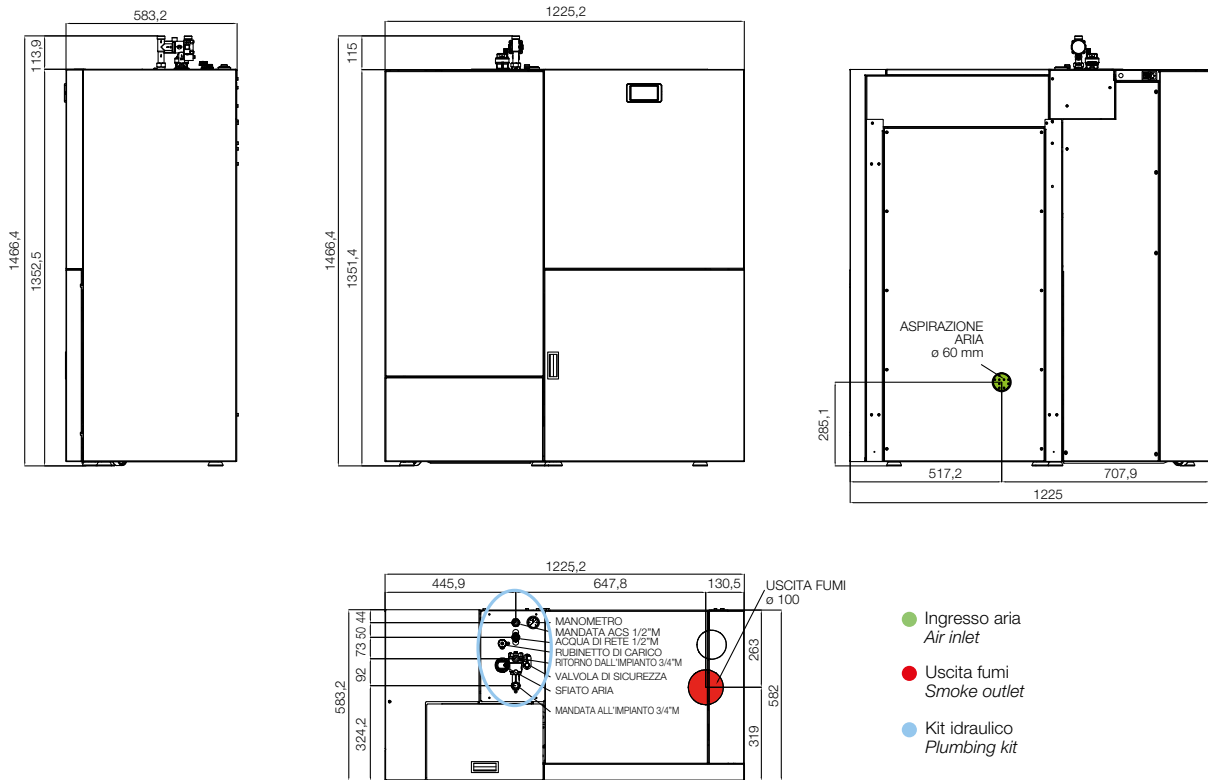 583,2
113,9
1466,4
1352,5
1225,2
115
1466,4
1351,4
ASPIRAZIONE
ARIA
ø 60 mm
285,1
517,2
707,9
1225
1225,2
445,9
647,8
130,5
USCITA FUMI
ø 100
44
50
73
92
324,2
583,2
MANOMETRO
MANDATA ACS 1/2"M
ACQUA DI RETE 1/2"M
RUBINETTO DI CARICO
RITORNO DALL'IMPIANTO 3/4"M
VALVOLA DI SICUREZZA
SFIATO ARIA
MANDATA ALL'IMPIANTO 3/4"M
263
319
582
Ingresso aria
Air inlet
Uscita fumi
Smoke outlet
Kit idraulico
Plumbing kit